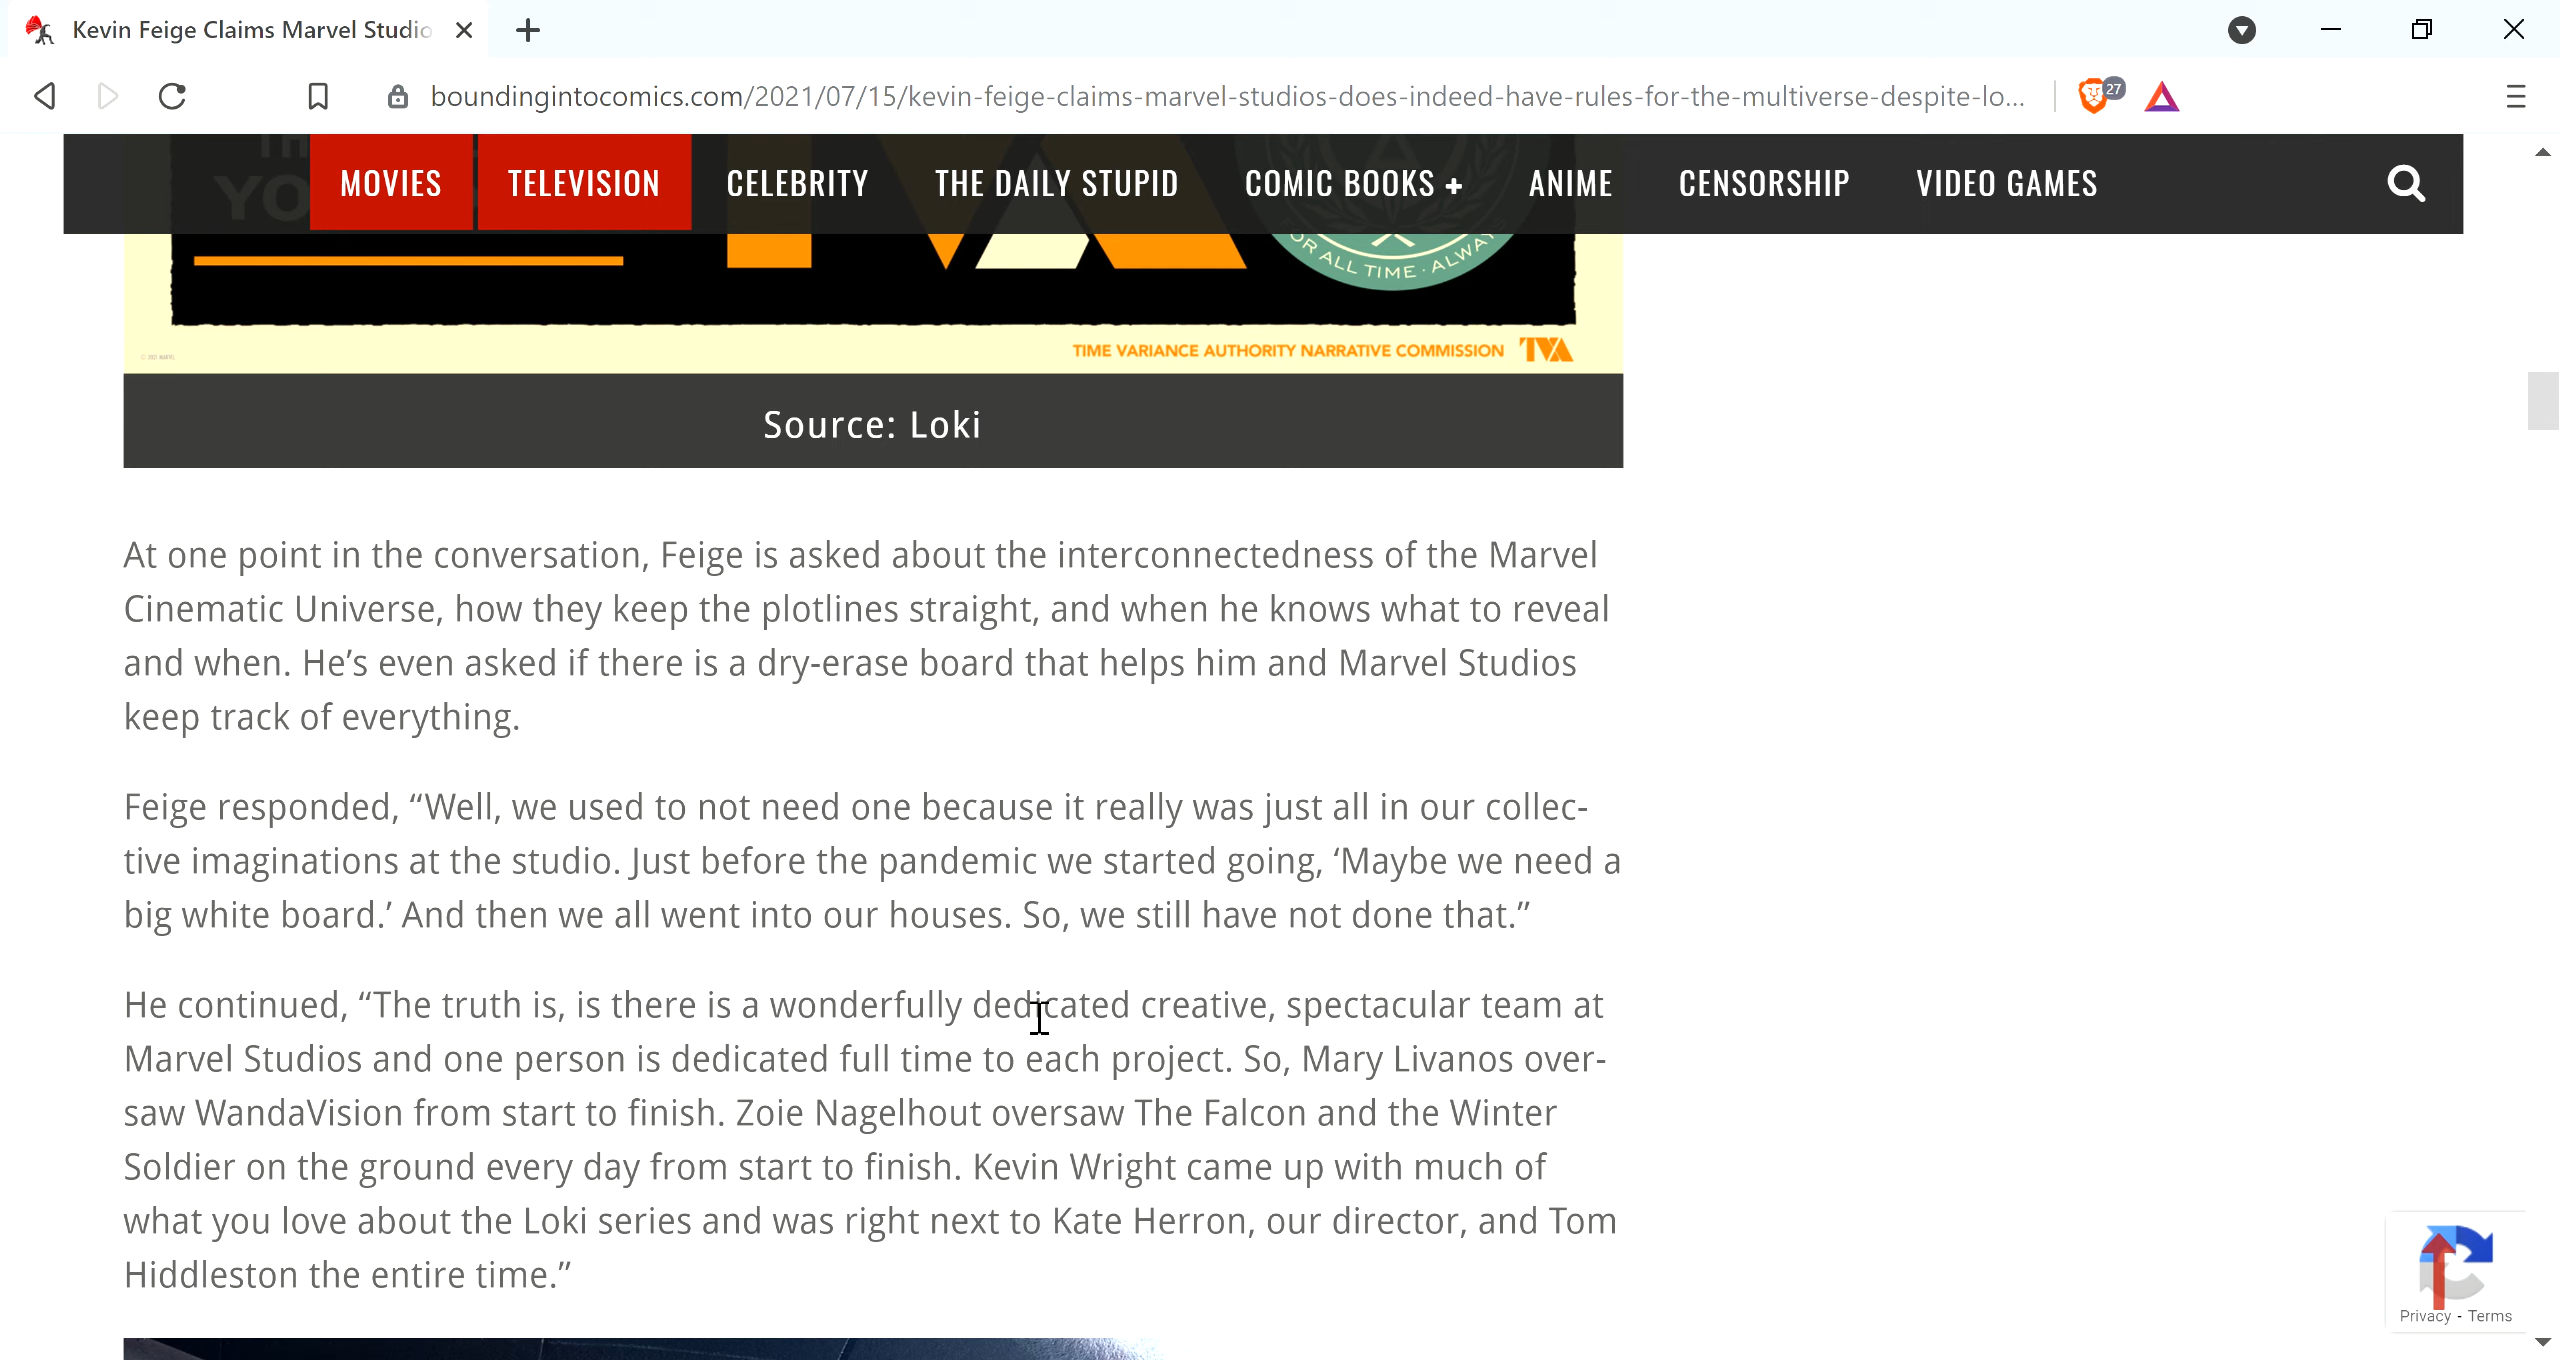 Kevin Feige Claims Marvel Studio
boundingintocomics.com/2021/07/15/kevin-feige-claims-marvel-studios-does-indeed-have-rules-for-the-multiverse-despite-lo...
27
YO
MOVIES
TELEVISION
CELEBRITY
THE DAILY STUPID
COMIC BOOKS +
ANIME
CENSORSHIP
VIDEO GAMES
FOR ALL TIME · ALWAY
© 2021 MARVEL
TIME VARIANCE AUTHORITY NARRATIVE COMMISSION TVA
Source: Loki
At one point in the conversation, Feige is asked about the interconnectedness of the Marvel
Cinematic Universe, how they keep the plotlines straight, and when he knows what to reveal
and when. He’s even asked if there is a dry-erase board that helps him and Marvel Studios
keep track of everything.
Feige responded, “Well, we used to not need one because it really was just all in our collec-
tive imaginations at the studio. Just before the pandemic we started going, ‘Maybe we need a
big white board.’ And then we all went into our houses. So, we still have not done that.”
He continued, “The truth is, is there is a wonderfully dedicated creative, spectacular team at
Marvel Studios and one person is dedicated full time to each project. So, Mary Livanos over-
saw WandaVision from start to finish. Zoie Nagelhout oversaw The Falcon and the Winter
Soldier on the ground every day from start to finish. Kevin Wright came up with much of
what you love about the Loki series and was right next to Kate Herron, our director, and Tom
Hiddleston the entire time.”
Privacy - Terms